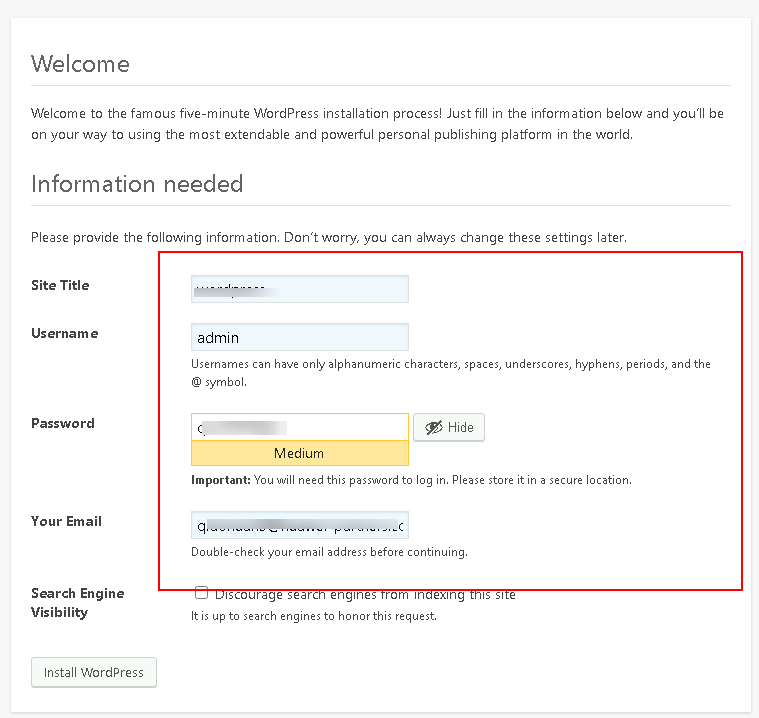 Welcome
Welcome to the famous five-minute WordPress installation process! Just fill in the information below and you'll be
on your way to using the most extendable and powerful personal publishing platform in the world.
Information needed
Please provide the following information. Don't worry, you can always change these settings later.
Site Title
Username
admin
Usernames can have only alphanumeric characters, spaces, underscores, hyphens, periods, and the
@ symbol.
Password
Hide
Medium
Important: You will need this password to log in. Please store it in a secure location.
Your Email
Double-check your email address before continuing.
Search Engine
Visibility
Discourage search engines from indexing this site
It is up to search engines to honor this request.
Install WordPress